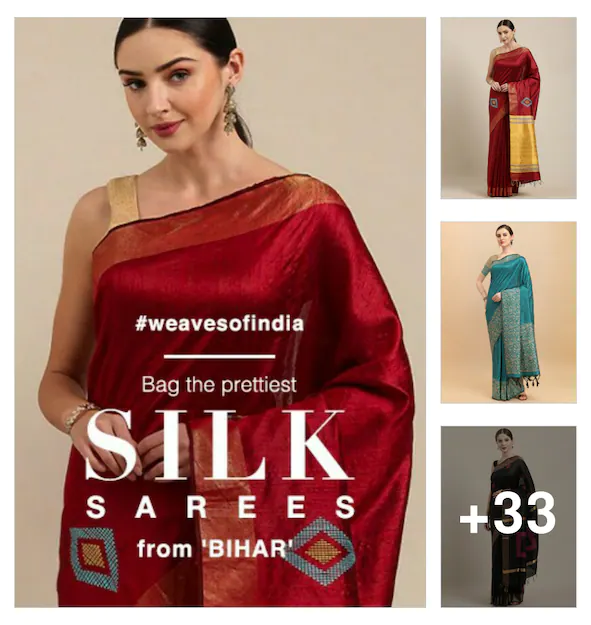 #weavesofindia
Bag the prettiest
SILK
SAREES
from 'BIHAR'
+33